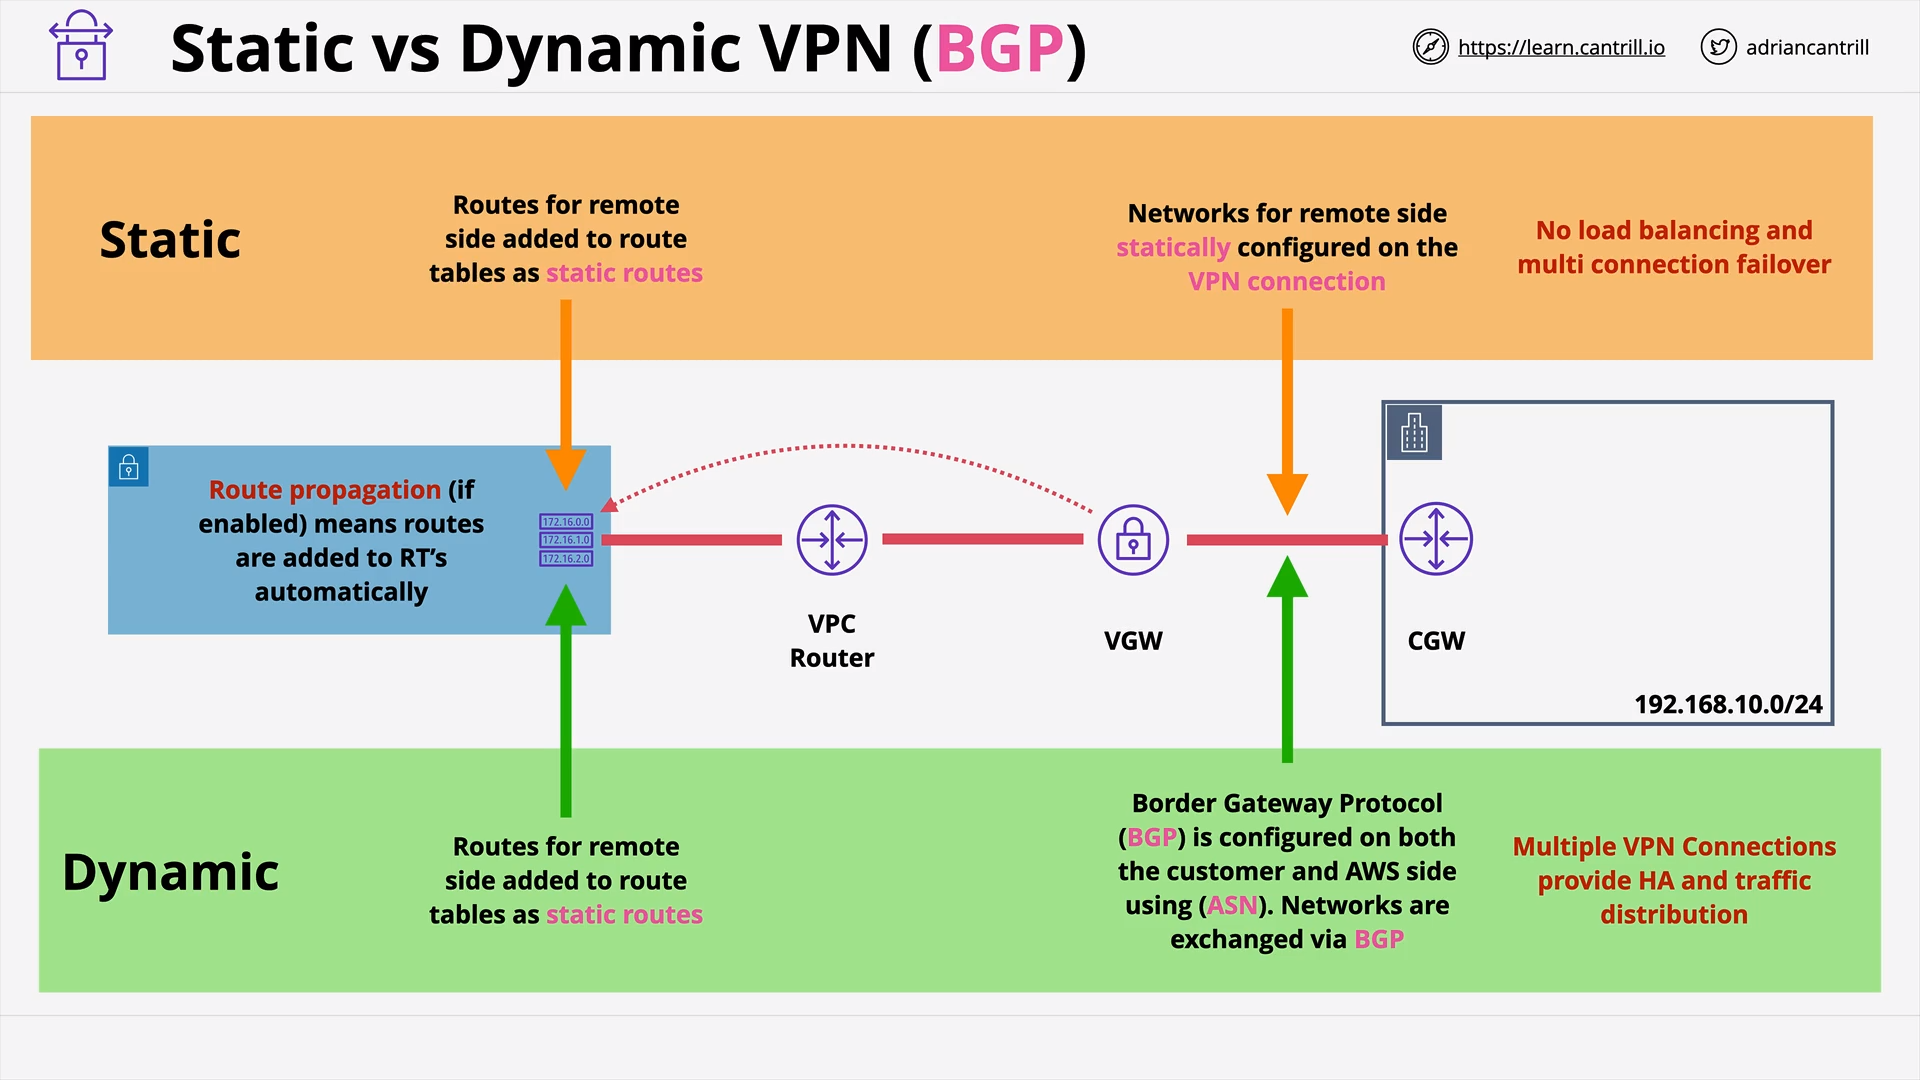 Static vs Dynamic VPN (BGP)
https://learn.cantrill.io
adriancantrill
Static
Routes for remote
side added to route
tables as static routes
Networks for remote side
statically configured on the
VPN connection
No load balancing and
multi connection failover
Route propagation (if
enabled) means routes
are added to RT’s
automatically
172.16.0.0
172.16.1.0
172.16.2.0
VPC
Router
VGW
CGW
192.168.10.0/24
Dynamic
Routes for remote
side added to route
tables as static routes
Border Gateway Protocol
(BGP) is configured on both
the customer and AWS side
using (ASN). Networks are
exchanged via BGP
Multiple VPN Connections
provide HA and traffic
distribution